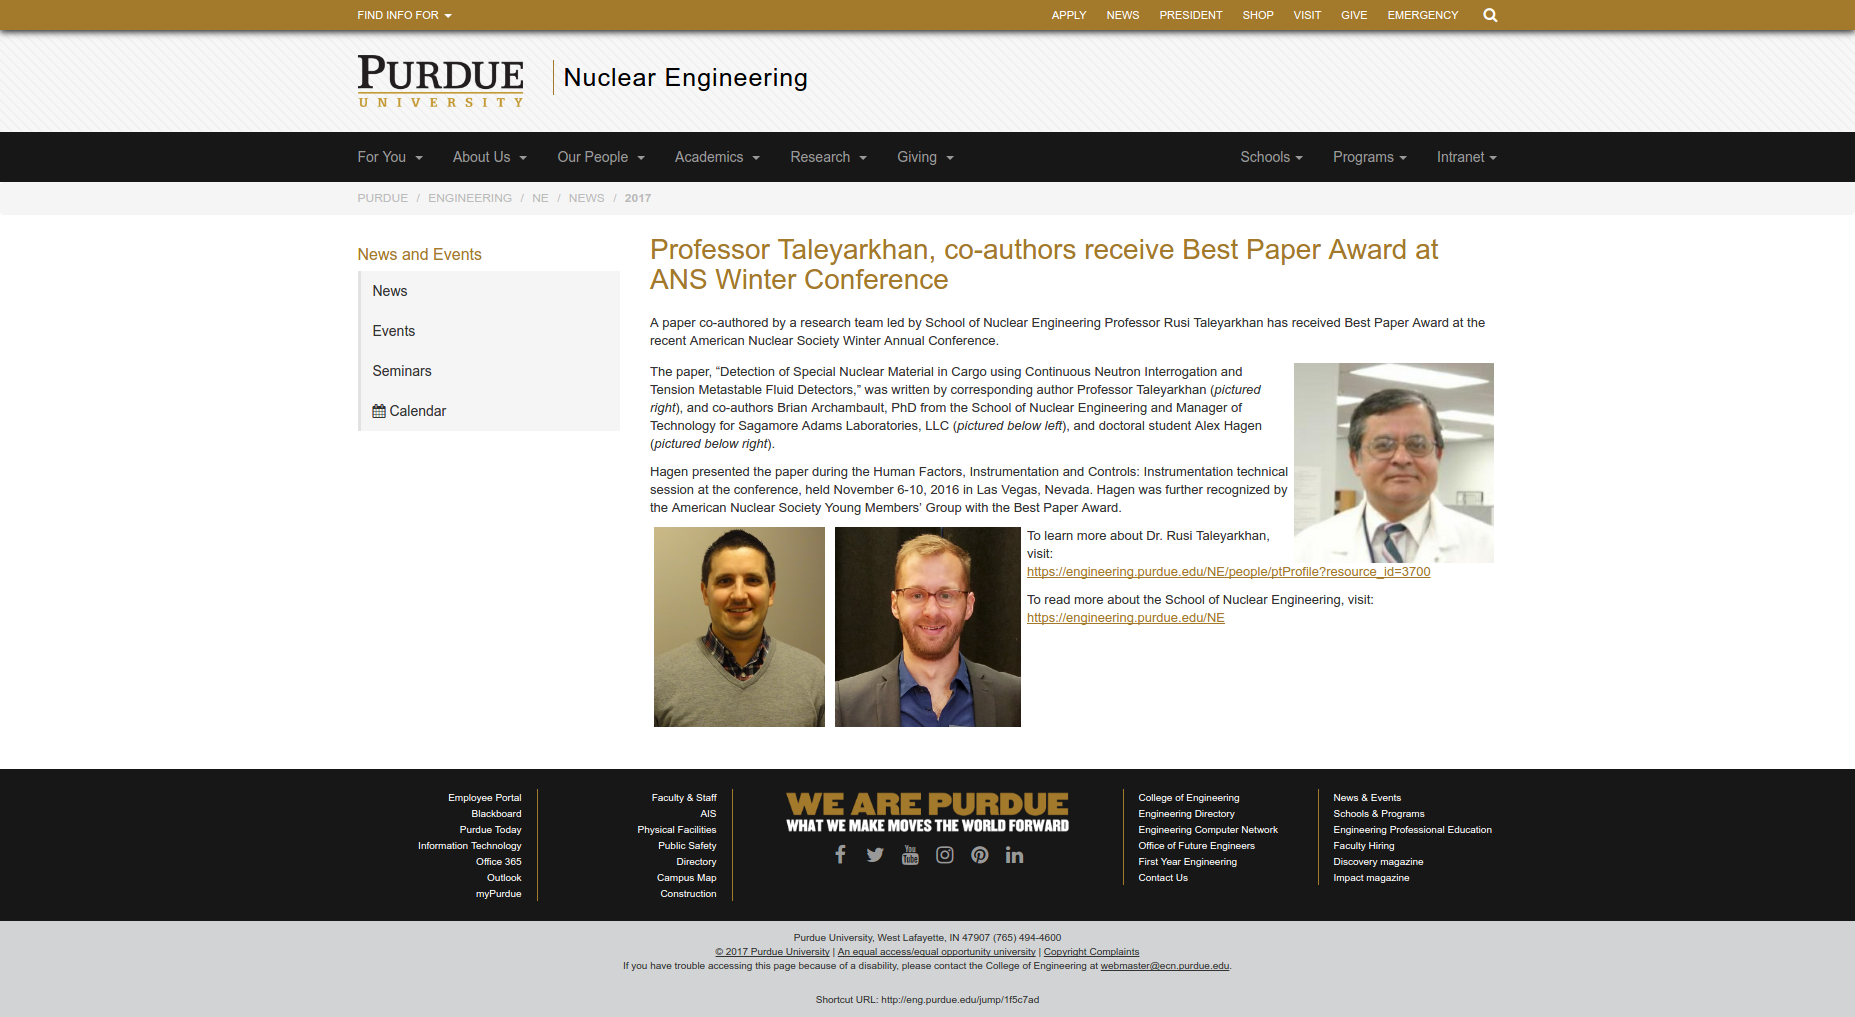 FIND INFO FOR
APPLY NEWS PRESIDENT SHOP VISIT GIVE EMERGENCY
PURDUE
UNIVERSITY
Nuclear Engineering
For You About Us Our People Academics Research Giving Schools Programs Intranet
PURDUE / ENGINEERING / NE / NEWS / 2017
News and Events
News
Events
Seminars
Calendar
Professor Taleyarkhan, co-authors receive Best Paper Award at
ANS Winter Conference
A paper co-authored by a research team led by School of Nuclear Engineering Professor Rusi Taleyarkhan has received Best Paper Award at the
recent American Nuclear Society Winter Annual Conference.
The paper, “Detection of Special Nuclear Material in Cargo using Continuous Neutron Interrogation and
Tension Metastable Fluid Detectors,” was written by corresponding author Professor Taleyarkhan (pictured
right), and co-authors Brian Archambault, PhD from the School of Nuclear Engineering and Manager of
Technology for Sagamore Adams Laboratories, LLC (pictured below left), and doctoral student Alex Hagen
(pictured below right).
Hagen presented the paper during the Human Factors, Instrumentation and Controls: Instrumentation technical
session at the conference, held November 6-10, 2016 in Las Vegas, Nevada. Hagen was further recognized by
the American Nuclear Society Young Members’ Group with the Best Paper Award.
To learn more about Dr. Rusi Taleyarkhan,
visit:
https://engineering.purdue.edu/NE/people/ptProfile?resource_id=3700
To read more about the School of Nuclear Engineering, visit:
https://engineering.purdue.edu/NE
Employee Portal
Blackboard
Purdue Today
Information Technology
Office 365
Outlook
myPurdue
Faculty & Staff
AIS
Physical Facilities
Public Safety
Directory
Campus Map
Construction
WE ARE PURDUE
WHAT WE MAKE MOVES THE WORLD FORWARD
You Tube
College of Engineering
Engineering Directory
Engineering Computer Network
Office of Future Engineers
First Year Engineering
Contact Us
News & Events
Schools & Programs
Engineering Professional Education
Faculty Hiring
Discovery magazine
Impact magazine
Purdue University, West Lafayette, IN 47907 (765) 494-4600
© 2017 Purdue University | An equal access/equal opportunity university | Copyright Complaints
If you have trouble accessing this page because of a disability, please contact the College of Engineering at webmaster@ecn.purdue.edu.
Shortcut URL: http://eng.purdue.edu/jump/1f5c7ad